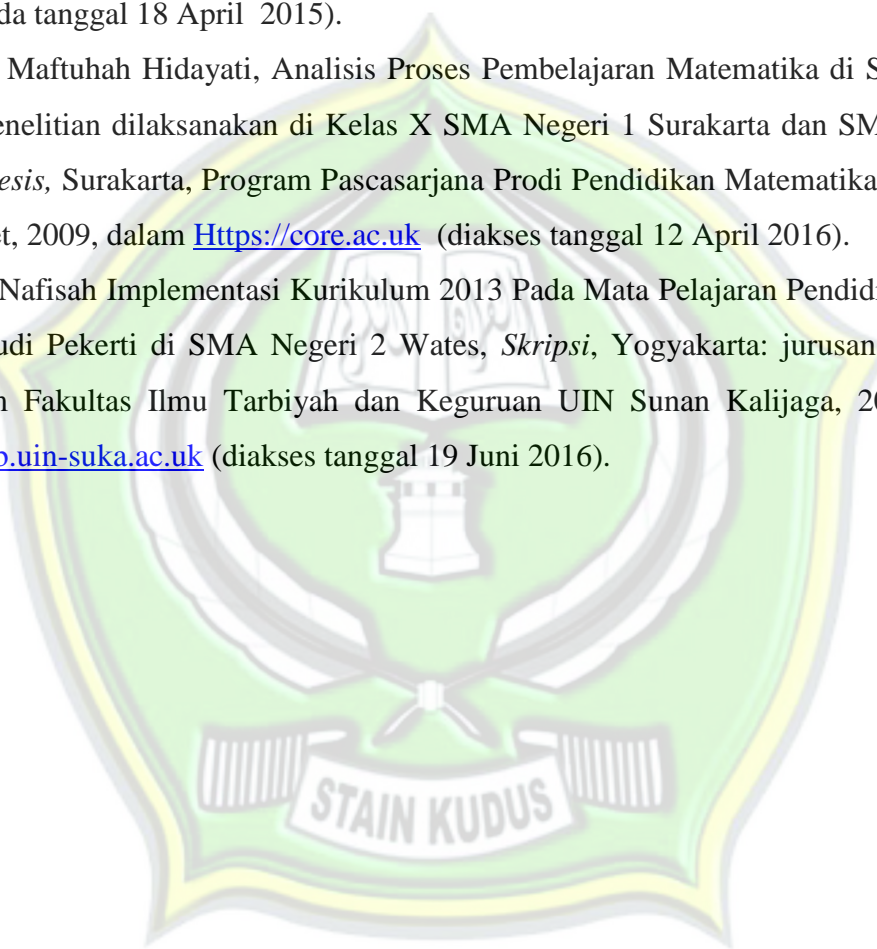 da tanggal 18 April 2015).
Maftuhah Hidayati, Analisis Proses Pembelajaran Matematika di S
enelitian dilaksanakan di Kelas X SMA Negeri 1 Surakarta dan SM
esis, Surakarta, Program Pascasarjana Prodi Pendidikan Matematika
et, 2009, dalam Https://core.ac.uk (diakses tanggal 12 April 2016).
Nafisah Implementasi Kurikulum 2013 Pada Mata Pelajaran Pendidi
udi Pekerti di SMA Negeri 2 Wates, Skripsi, Yogyakarta: jurusan
n Fakultas Ilmu Tarbiyah dan Keguruan UIN Sunan Kalijaga, 20
b.uin-suka.ac.uk (diakses tanggal 19 Juni 2016).
STAIN KUDUS